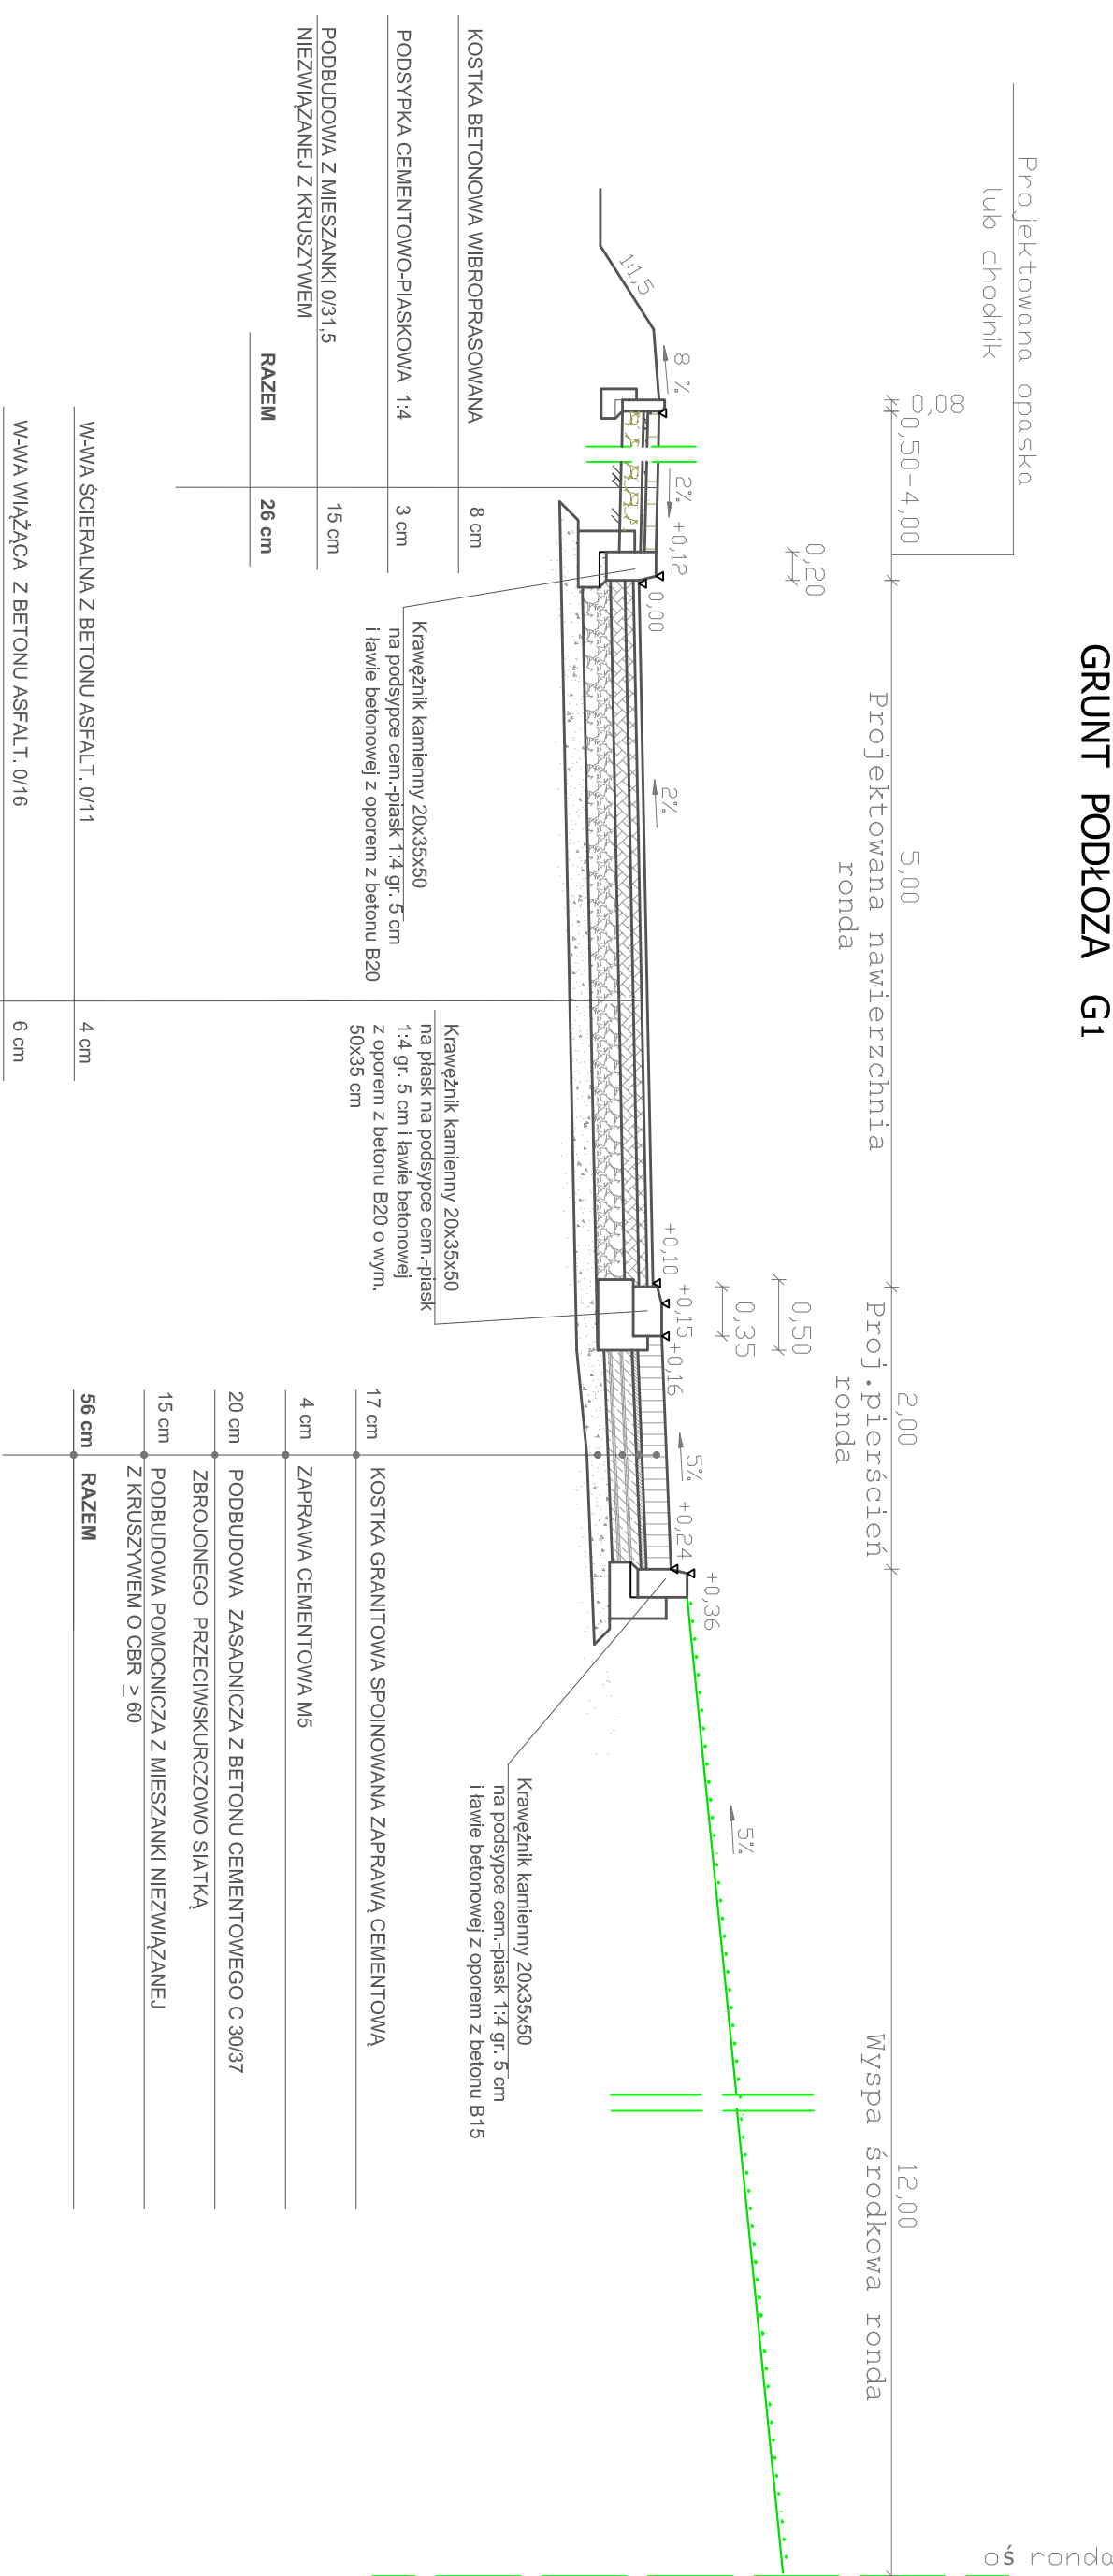 GRUNT PODŁOZA G1
oś ronda
Projektowana opaska
lub chodnik
0,08
0,50-4,00
5,00
2,00
12,00
Projektowana nawierzchnia
ronda
Proj.pierścień
ronda
Wyspa środkowa ronda
0,20
0,50
0,35
1:1,5
8 %
2%
+0,12
0,00
2%
+0,10
+0,15
+0,16
5%
+0,24
+0,36
5%
KOSTKA BETONOWA WIBROPRASOWANA 8 cm
PODSYPKA CEMENTOWO-PIASKOWA 1:4 3 cm
PODBUDOWA Z MIESZANKI 0/31,5 15 cm
NIEZWIĄZANEJ Z KRUSZYWEM
RAZEM 26 cm
Krawężnik kamienny 20x35x50
na podsypce cem.-piask 1:4 gr. 5 cm
i ławie betonowej z oporem z betonu B20
Krawężnik kamienny 20x35x50
na płask na podsypce cem.-piask
1:4 gr. 5 cm i ławie betonowej
z oporem z betonu B20 o wym.
50x35 cm
Krawężnik kamienny 20x35x50
na podsypce cem.-piask 1:4 gr. 5 cm
i ławie betonowej z oporem z betonu B15
17 cm KOSTKA GRANITOWA SPOINOWANA ZAPRAWĄ CEMENTOWĄ
4 cm ZAPRAWA CEMENTOWA M5
20 cm PODBUDOWA ZASADNICZA Z BETONU CEMENTOWEGO C 30/37
ZBROJONEGO PRZECIWSKURCZOWO SIATKĄ
15 cm PODBUDOWA POMOCNICZA Z MIESZANKI NIEZWIĄZANEJ
Z KRUSZYWEM O CBR ≥ 60
56 cm RAZEM
W-WA ŚCIERALNA Z BETONU ASFALT. 0/11 4 cm
W-WA WIĄŻĄCA Z BETONU ASFALT. 0/16 6 cm